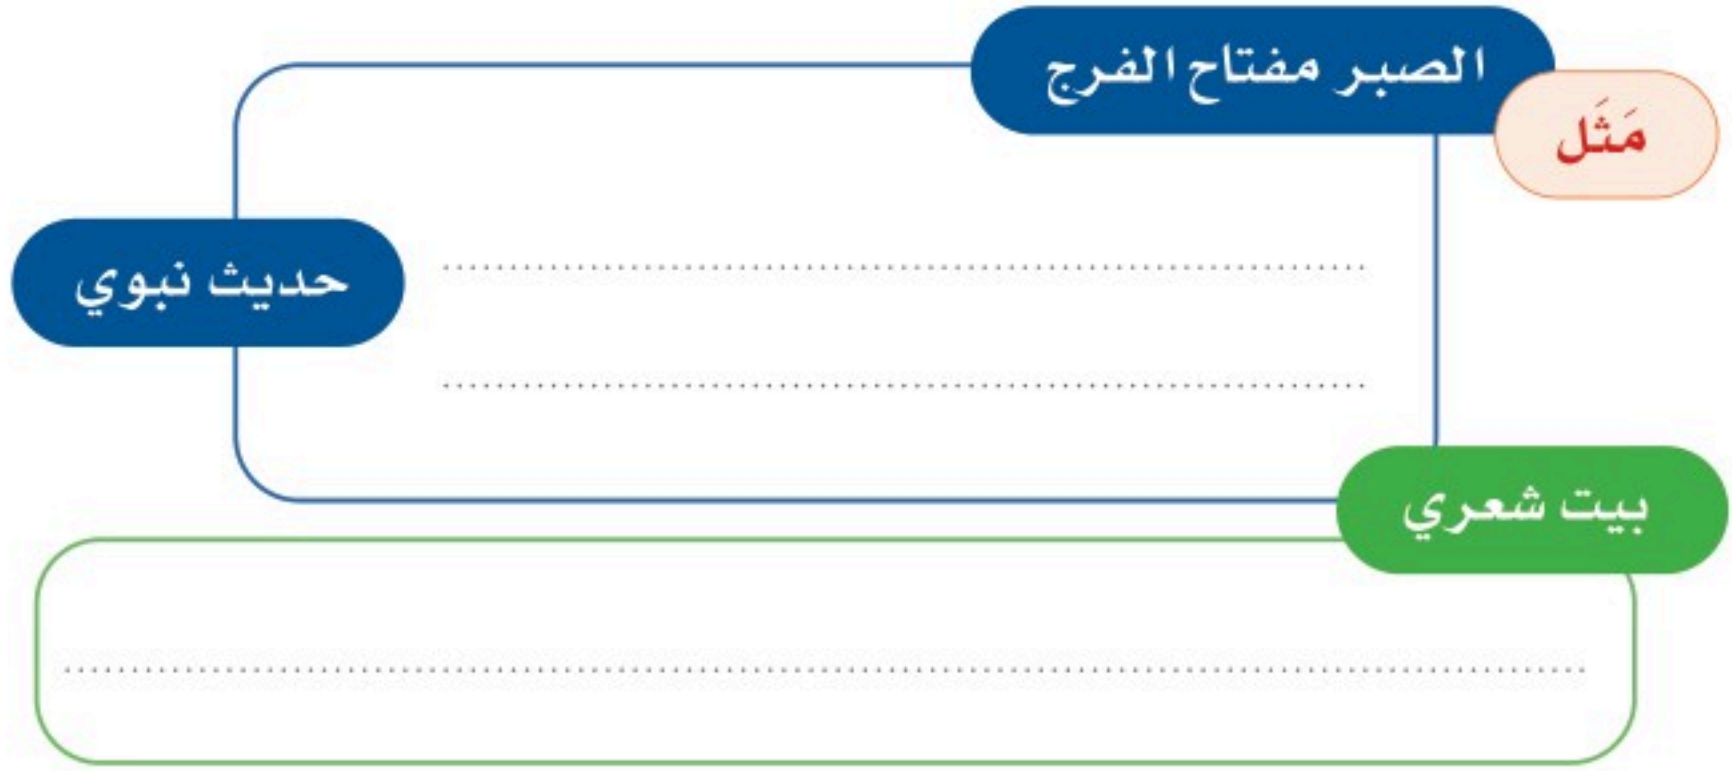 الصبر مفتاح الفرج
مَثَل
حديث نبوي
بيت شعري